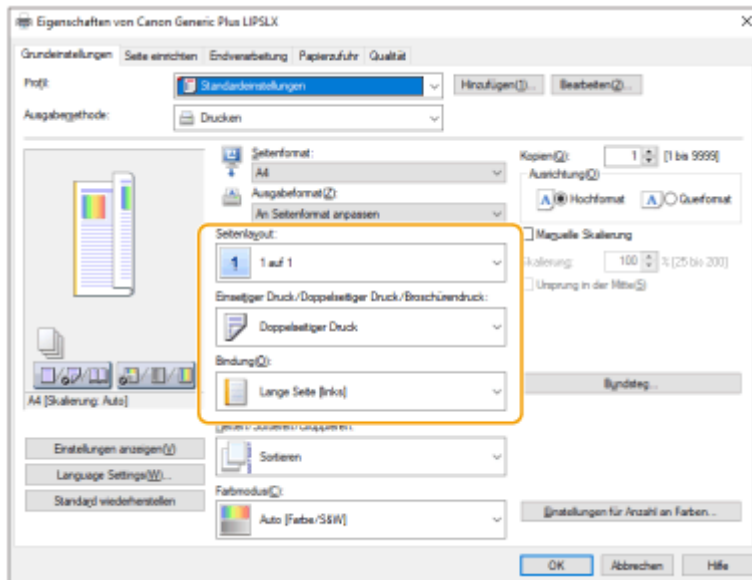 Eigenschaften von Canon Generic Plus LIPSLX
Grundeinstellungen Seite einrichten Endverarbeitung Papierzufuhr Qualität
Profil: Standardeinstellungen Hinzufügen(1)... Bearbeiten(2)...
Ausgabemethode: Drucken
Seitenformat:
A4
Ausgabeformat(Z):
An Seitenformat anpassen
Kopien(Q): 1 [1 bis 9999]
Ausrichtung(O)
A Hochformat A Querformat
Seitenlayout:
1 1 auf 1
Manuelle Skalierung
Skalierung: 100 % [25 bis 200]
Ursprung in der Mitte(S)
Einseitiger Druck/Doppelseitiger Druck/Broschürendruck:
Doppelseitiger Druck
Bindung(O):
Lange Seite [links]
Bundsteg...
A4 [Skalierung: Auto]
Sortieren
Einstellungen anzeigen(V)
Language Settings(W)...
Standard wiederherstellen
Farbmodus(C):
Auto [Farbe/S&W]
Einstellungen für Anzahl an Farben...
OK Abbrechen Hilfe